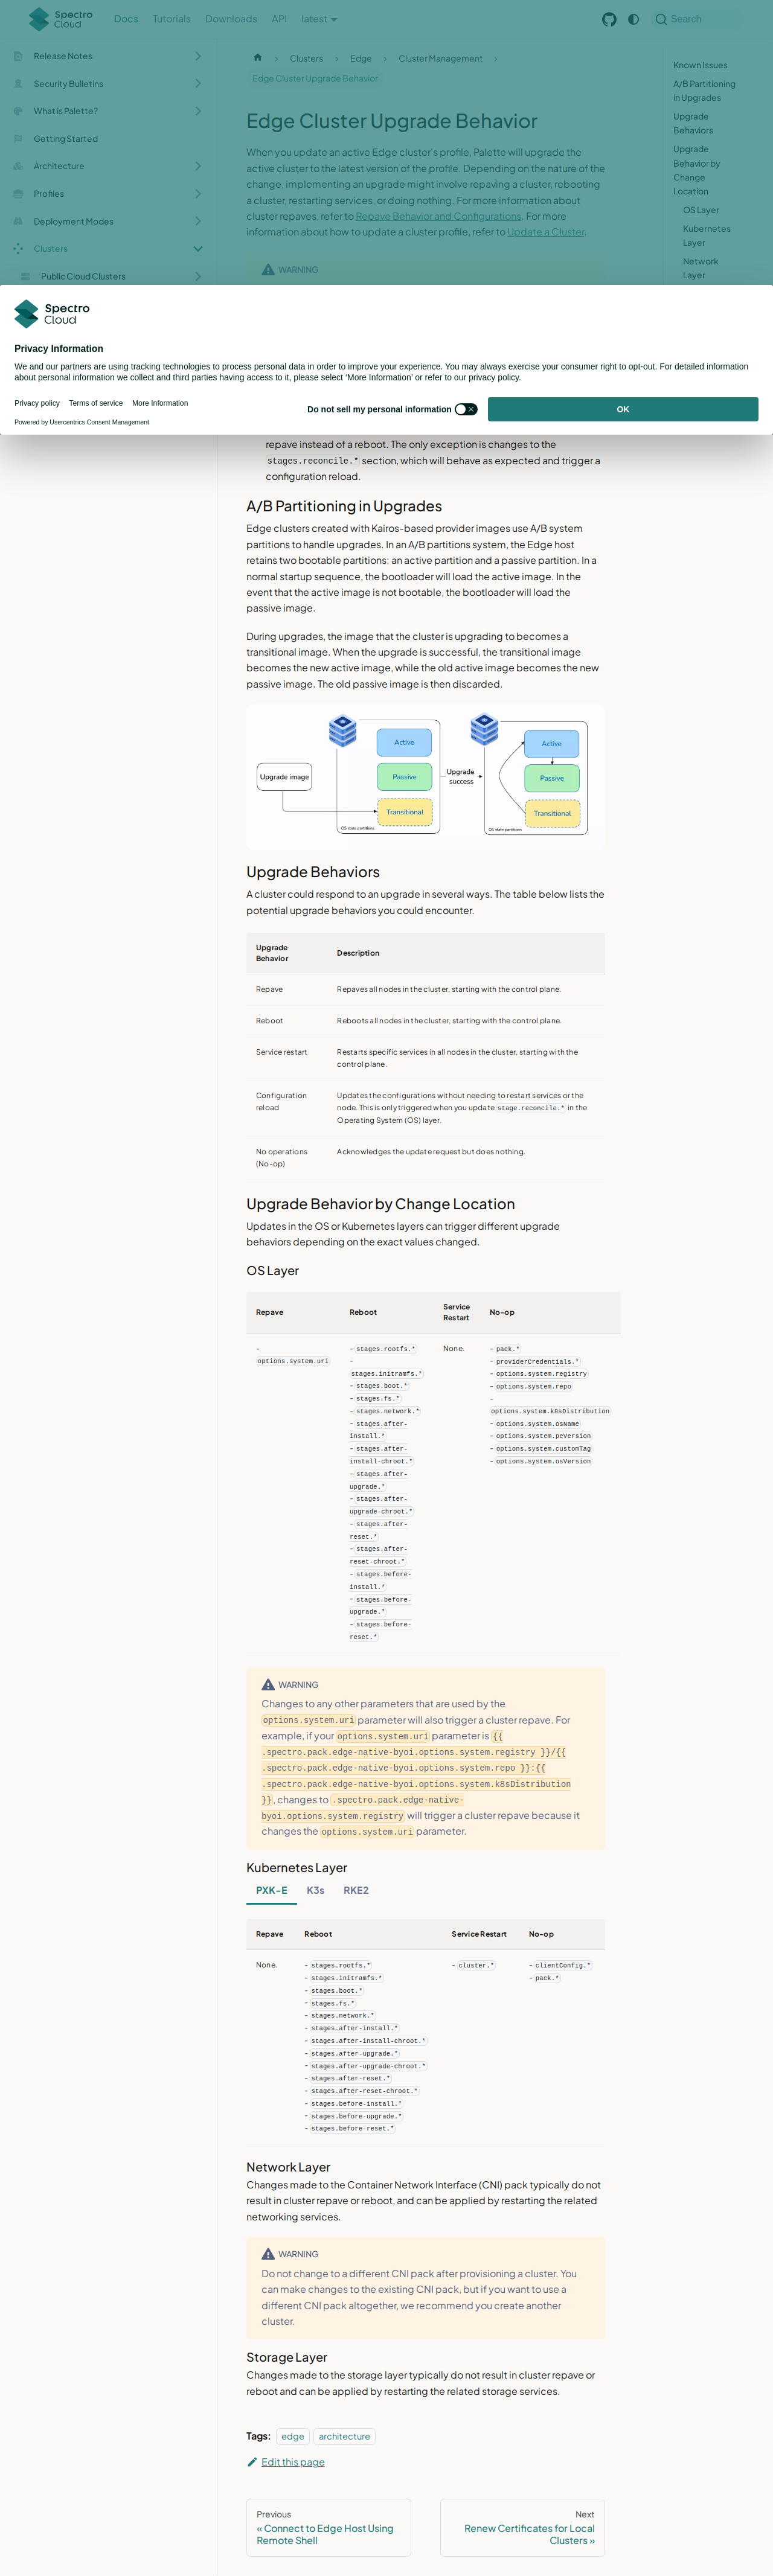 Spectro
Cloud
Docs
Tutorials
Downloads
API
latest
Search
Release Notes
Security Bulletins
What is Palette?
Getting Started
Architecture
Profiles
Deployment Modes
Clusters
Public Cloud Clusters
Clusters
Edge
Cluster Management
Edge Cluster Upgrade Behavior
Edge Cluster Upgrade Behavior
When you update an active Edge cluster's profile, Palette will upgrade the
active cluster to the latest version of the profile. Depending on the nature of the
change, implementing an upgrade might involve repaving a cluster, rebooting
a cluster, restarting services, or doing nothing. For more information about
cluster repaves, refer to Repave Behavior and Configurations. For more
information about how to update a cluster profile, refer to Update a Cluster.
WARNING
Known Issues
A/B Partitioning
in Upgrades
Upgrade
Behaviors
Upgrade
Behavior by
Change
Location
OS Layer
Kubernetes
Layer
Network
Layer
Spectro
Cloud
Privacy Information
We and our partners are using tracking technologies to process personal data in order to improve your experience. You may always exercise your consumer right to opt-out. For detailed information
about personal information we collect and third parties having access to it, please select 'More Information' or refer to our privacy policy.
Privacy policy
Terms of service
More Information
Powered by Usercentrics Consent Management
Do not sell my personal information
OK
repave instead of a reboot. The only exception is changes to the
stages.reconcile.* section, which will behave as expected and trigger a
configuration reload.
A/B Partitioning in Upgrades
Edge clusters created with Kairos-based provider images use A/B system
partitions to handle upgrades. In an A/B partitions system, the Edge host
retains two bootable partitions: an active partition and a passive partition. In a
normal startup sequence, the bootloader will load the active image. In the
event that the active image is not bootable, the bootloader will load the
passive image.
During upgrades, the image that the cluster is upgrading to becomes a
transitional image. When the upgrade is successful, the transitional image
becomes the new active image, while the old active image becomes the new
passive image. The old passive image is then discarded.
Upgrade image
Active
Passive
Transitional
OS state partitions
Upgrade
success
Active
Passive
Transitional
OS state partitions
Upgrade Behaviors
A cluster could respond to an upgrade in several ways. The table below lists the
potential upgrade behaviors you could encounter.
Upgrade
Behavior
Description
Repave
Repaves all nodes in the cluster, starting with the control plane.
Reboot
Reboots all nodes in the cluster, starting with the control plane.
Service restart
Restarts specific services in all nodes in the cluster, starting with the
control plane.
Configuration
reload
Updates the configurations without needing to restart services or the
node. This is only triggered when you update stage.reconcile.* in the
Operating System (OS) layer.
No operations
(No-op)
Acknowledges the update request but does nothing.
Upgrade Behavior by Change Location
Updates in the OS or Kubernetes layers can trigger different upgrade
behaviors depending on the exact values changed.
OS Layer
Repave
Reboot
Service
Restart
No-op
-
options.system.uri
- stages.rootfs.*
-
stages.initramfs.*
- stages.boot.*
- stages.fs.*
- stages.network.*
- stages.after-
install.*
- stages.after-
install-chroot.*
- stages.after-
upgrade.*
- stages.after-
upgrade-chroot.*
- stages.after-
reset.*
- stages.after-
reset-chroot.*
- stages.before-
install.*
- stages.before-
upgrade.*
- stages.before-
reset.*
None.
- pack.*
- providerCredentials.*
- options.system.registry
- options.system.repo
-
options.system.k8sDistribution
- options.system.osName
- options.system.peVersion
- options.system.customTag
- options.system.osVersion
WARNING
Changes to any other parameters that are used by the
options.system.uri parameter will also trigger a cluster repave. For
example, if your options.system.uri parameter is {{
.spectro.pack.edge-native-byoi.options.system.registry }}/{{
.spectro.pack.edge-native-byoi.options.system.repo }}:{{
.spectro.pack.edge-native-byoi.options.system.k8sDistribution
}}, changes to .spectro.pack.edge-native-
byoi.options.system.registry will trigger a cluster repave because it
changes the options.system.uri parameter.
Kubernetes Layer
PXK-E
K3s
RKE2
Repave
Reboot
Service Restart
No-op
None.
- stages.rootfs.*
- stages.initramfs.*
- stages.boot.*
- stages.fs.*
- stages.network.*
- stages.after-install.*
- stages.after-install-chroot.*
- stages.after-upgrade.*
- stages.after-upgrade-chroot.*
- stages.after-reset.*
- stages.after-reset-chroot.*
- stages.before-install.*
- stages.before-upgrade.*
- stages.before-reset.*
- cluster.*
- clientConfig.*
- pack.*
Network Layer
Changes made to the Container Network Interface (CNI) pack typically do not
result in cluster repave or reboot, and can be applied by restarting the related
networking services.
WARNING
Do not change to a different CNI pack after provisioning a cluster. You
can make changes to the existing CNI pack, but if you want to use a
different CNI pack altogether, we recommend you create another
cluster.
Storage Layer
Changes made to the storage layer typically do not result in cluster repave or
reboot and can be applied by restarting the related storage services.
Tags:
edge
architecture
Edit this page
Previous
« Connect to Edge Host Using
Remote Shell
Next
Renew Certificates for Local
Clusters »